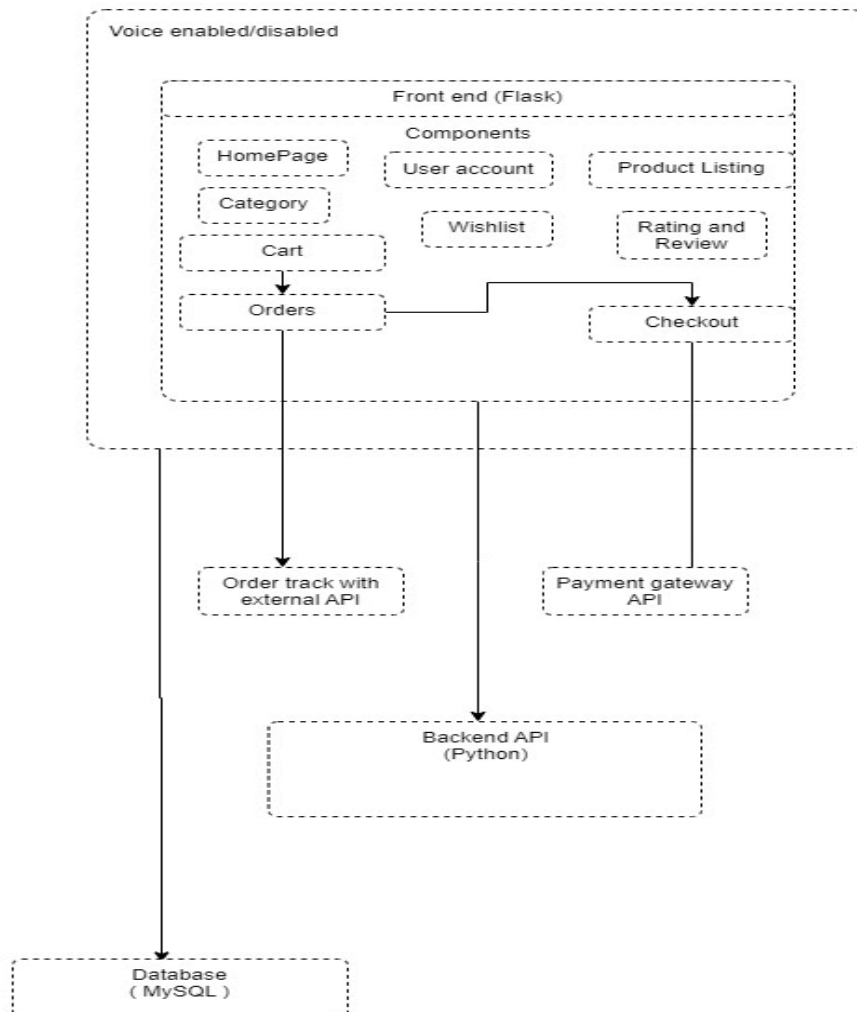 Voice enabled/disabled
Front end (Flask)
Components
HomePage
User account
Product Listing
Category
Wishlist
Rating and
Review
Cart
Orders
Checkout
Order track with
external API
Payment gateway
API
Backend API
(Python)
Database
( MySQL )